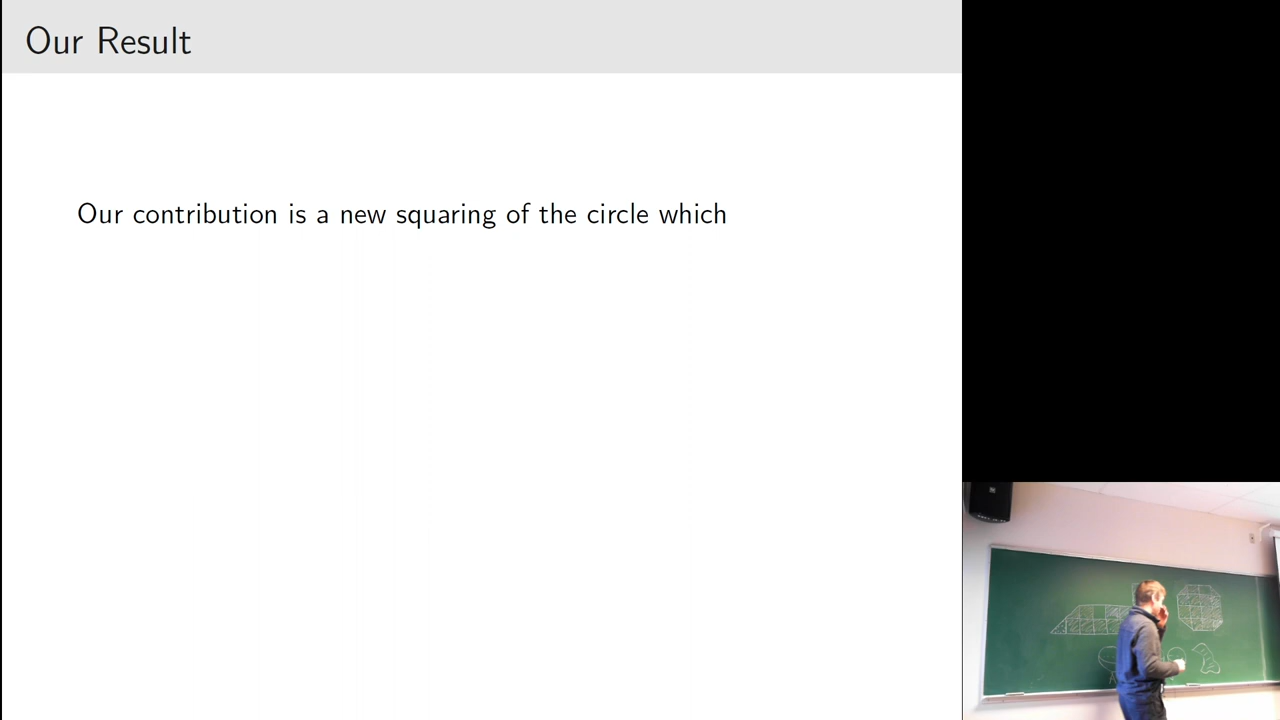 Our Result
Our contribution is a new squaring of the circle which